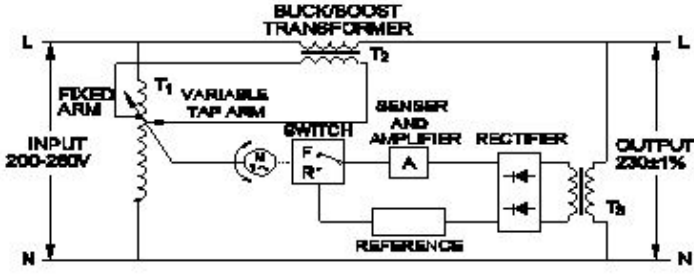 BUCK/BOOST
TRANSFORMER
L
L
T2
T1
FIXED
ARM
VARIABLE
TAP ARM
SENSER
AND
AMPLIFIER
RECTIFIER
SWITCH
INPUT
200-260V
OUTPUT
230±1%
F
R
M
A
T3
REFERENCE
N
N